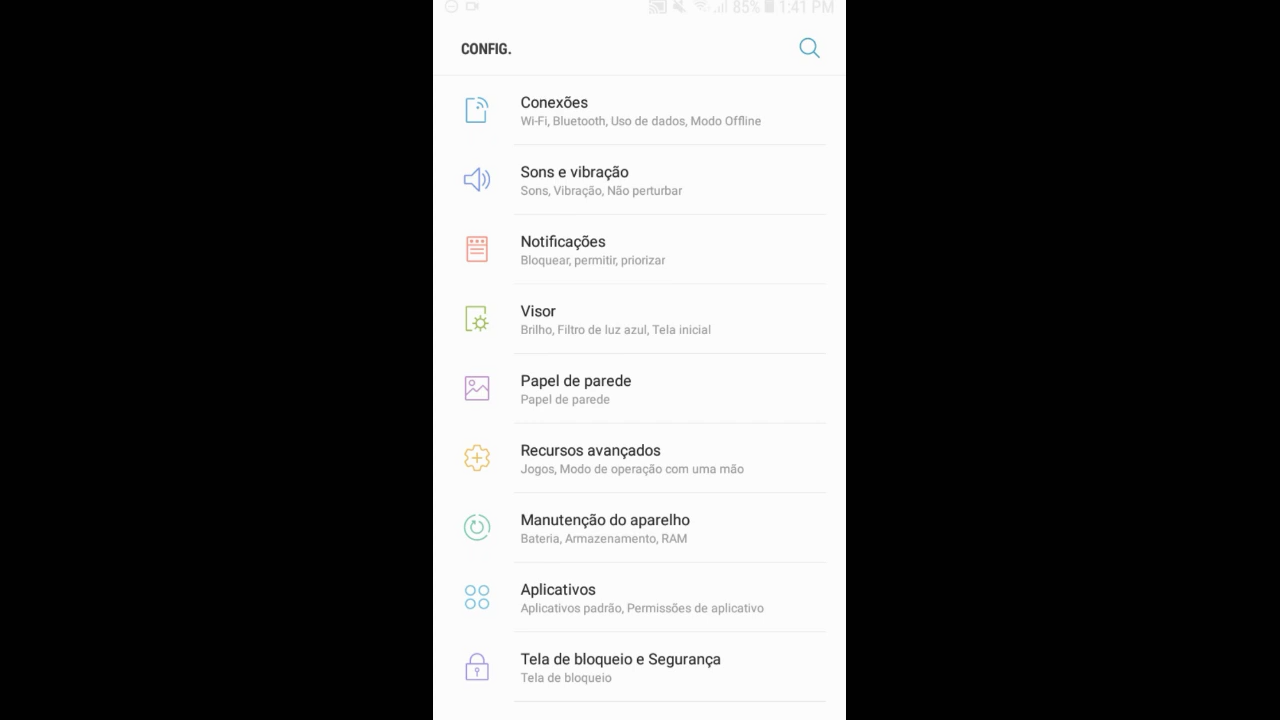 85% 1:41 PM
CONFIG.
Conexões
Wi-Fi, Bluetooth, Uso de dados, Modo Offline
Sons e vibração
Sons, Vibração, Não perturbar
Notificações
Bloquear, permitir, priorizar
Visor
Brilho, Filtro de luz azul, Tela inicial
Papel de parede
Papel de parede
Recursos avançados
Jogos, Modo de operação com uma mão
Manutenção do aparelho
Bateria, Armazenamento, RAM
Aplicativos
Aplicativos padrão, Permissões de aplicativo
Tela de bloqueio e Segurança
Tela de bloqueio